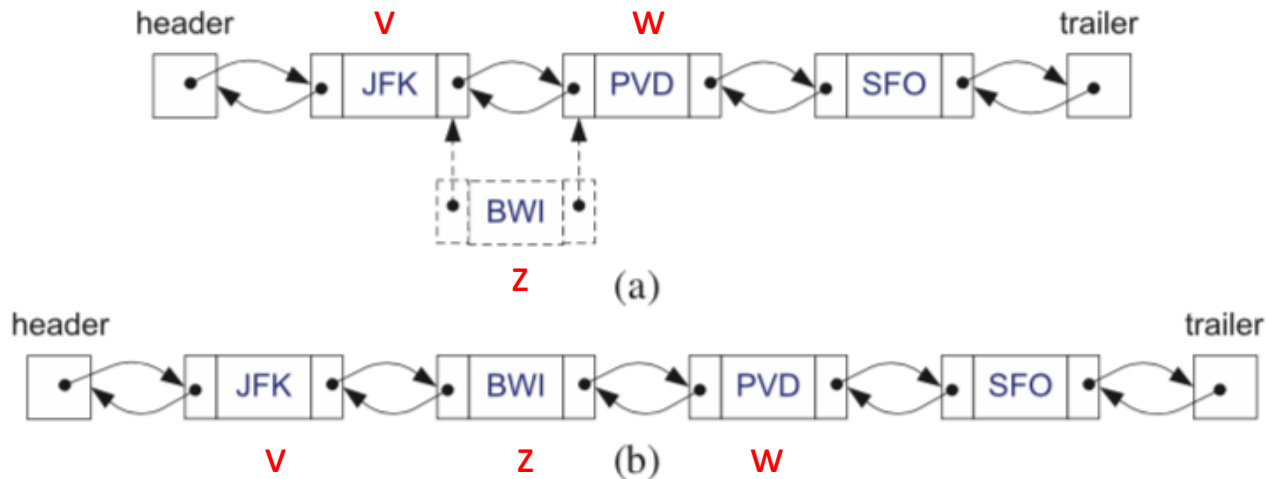 header V W trailer
JFK PVD SFO
BWI
Z (a)
header trailer
JFK BWI PVD SFO
V Z (b) W